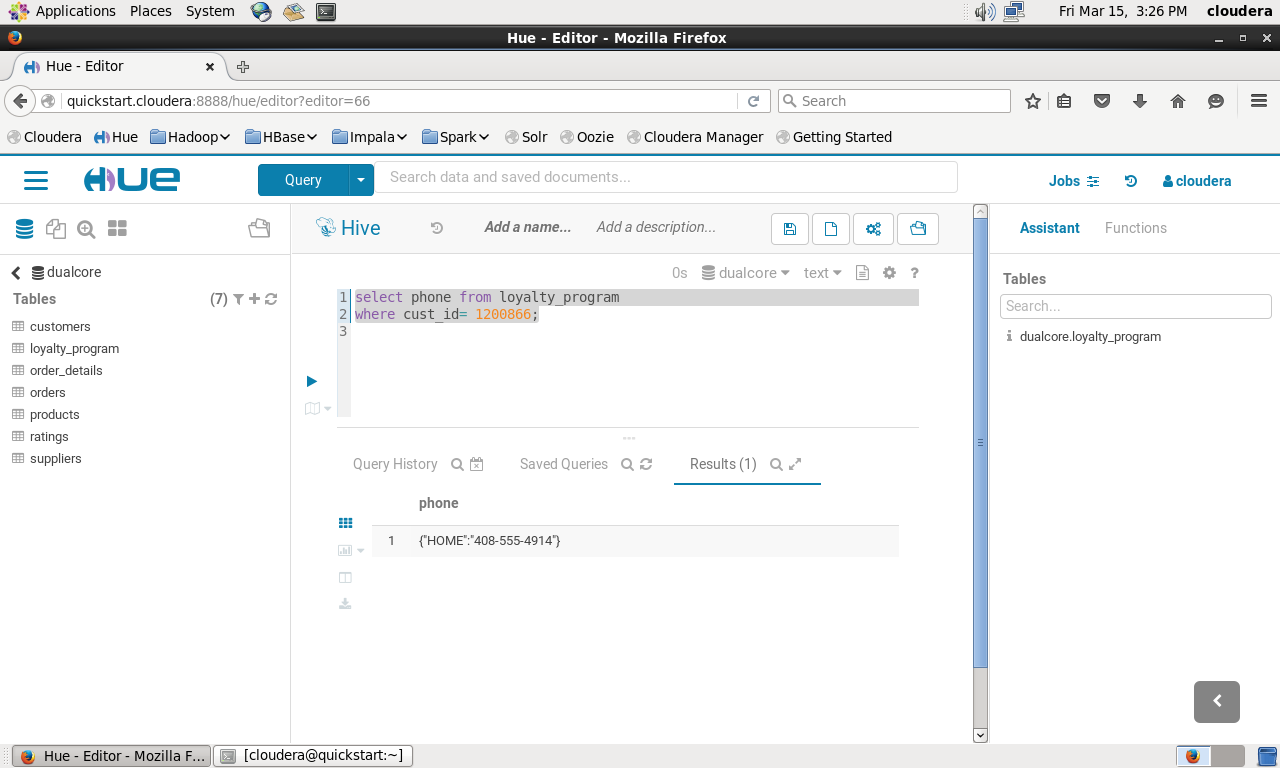 Applications Places System Fri Mar 15, 3:26 PM cloudera
Hue - Editor - Mozilla Firefox
Hue - Editor
quickstart.cloudera:8888/hue/editor?editor=66 Search
Cloudera Hue Hadoop HBase Impala Spark Solr Oozie Cloudera Manager Getting Started
HUE Query Search data and saved documents... Jobs cloudera
Hive Add a name... Add a description... Assistant Functions
dualcore 0s dualcore text ?
Tables (7) Tables
Search...
1 select phone from loyalty_program
2 where cust_id= 1200866;
3
customers
loyalty_program
order_details
orders
products
ratings
suppliers
dualcore.loyalty_program
Query History Saved Queries Results (1)
phone
1 {"HOME":"408-555-4914"}
Hue - Editor - Mozilla F... [cloudera@quickstart:~]